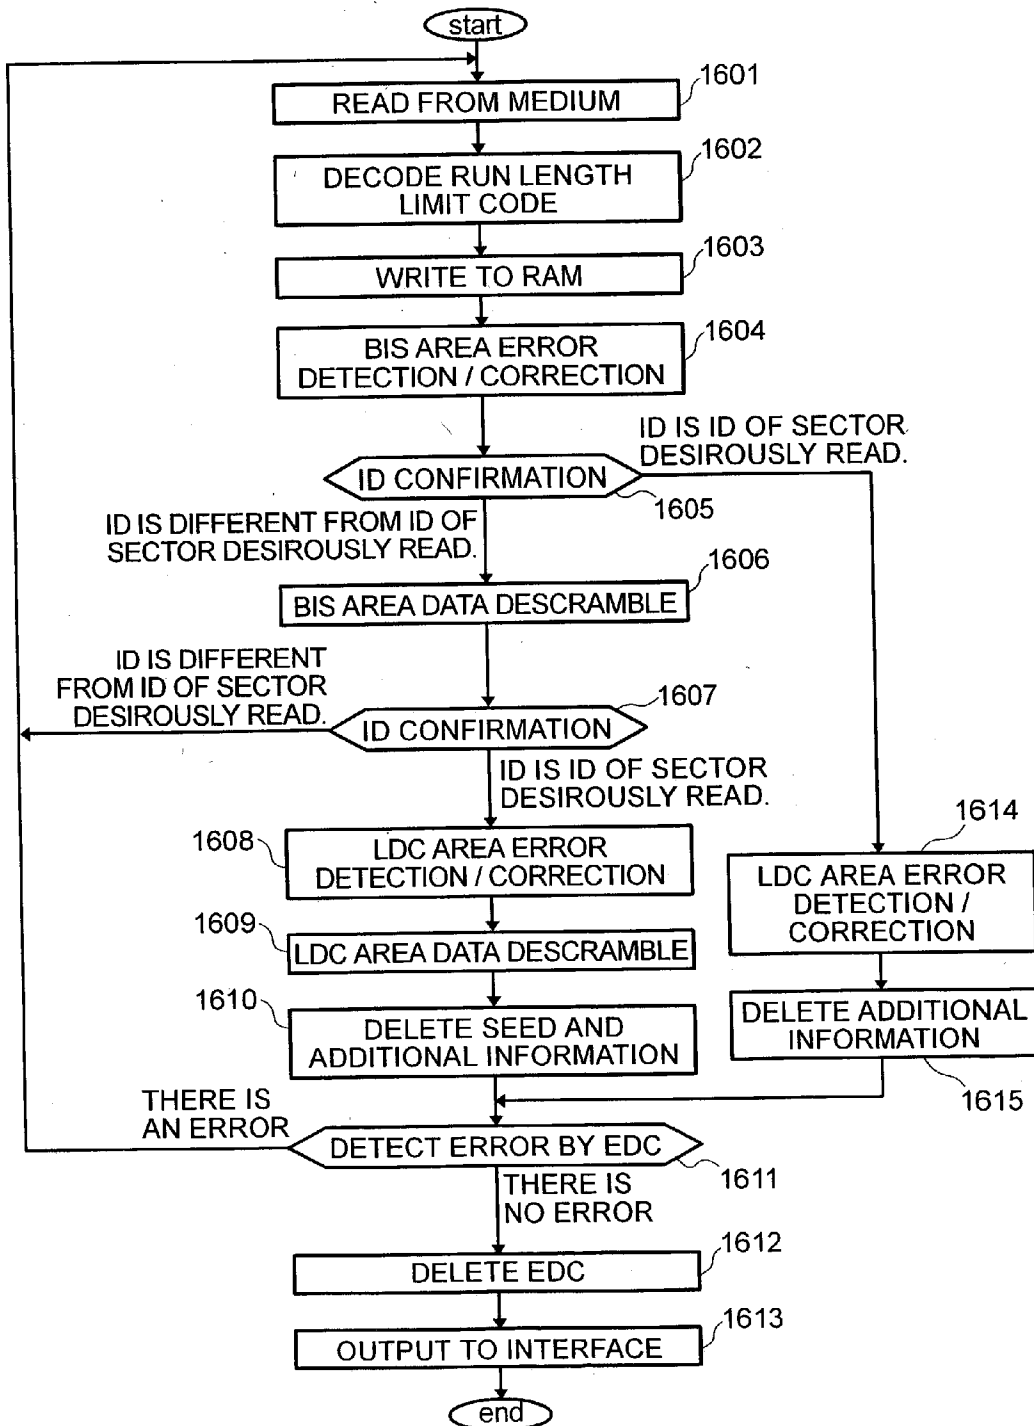 start
READ FROM MEDIUM
1601
DECODE RUN LENGTH
LIMIT CODE
1602
WRITE TO RAM
1603
BIS AREA ERROR
DETECTION / CORRECTION
1604
ID CONFIRMATION
1605
ID IS ID OF SECTOR
DESIROUSLY READ.
ID IS DIFFERENT FROM ID OF
SECTOR DESIROUSLY READ.
BIS AREA DATA DESCRAMBLE
1606
ID IS DIFFERENT
FROM ID OF SECTOR
DESIROUSLY READ.
ID CONFIRMATION
1607
ID IS ID OF SECTOR
DESIROUSLY READ.
1608
LDC AREA ERROR
DETECTION / CORRECTION
1614
LDC AREA ERROR
DETECTION /
CORRECTION
1609
LDC AREA DATA DESCRAMBLE
1610
DELETE SEED AND
ADDITIONAL INFORMATION
DELETE ADDITIONAL
INFORMATION
1615
THERE IS
AN ERROR
DETECT ERROR BY EDC
1611
THERE IS
NO ERROR
DELETE EDC
1612
OUTPUT TO INTERFACE
1613
end